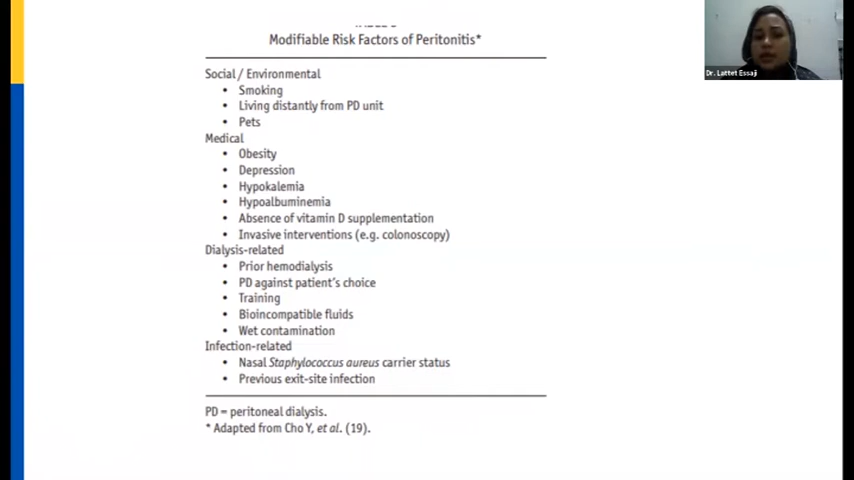 Modifiable Risk Factors of Peritonitis*
Social / Environmental
• Smoking
• Living distantly from PD unit
• Pets
Medical
• Obesity
• Depression
• Hypokalemia
• Hypoalbuminemia
• Absence of vitamin D supplementation
• Invasive interventions (e.g. colonoscopy)
Dialysis-related
• Prior hemodialysis
• PD against patient's choice
• Training
• Bioincompatible fluids
• Wet contamination
Infection-related
• Nasal Staphylococcus aureus carrier status
• Previous exit-site infection
PD = peritoneal dialysis.
* Adapted from Cho Y, et al. (19).
Dr. Lattet Essaji